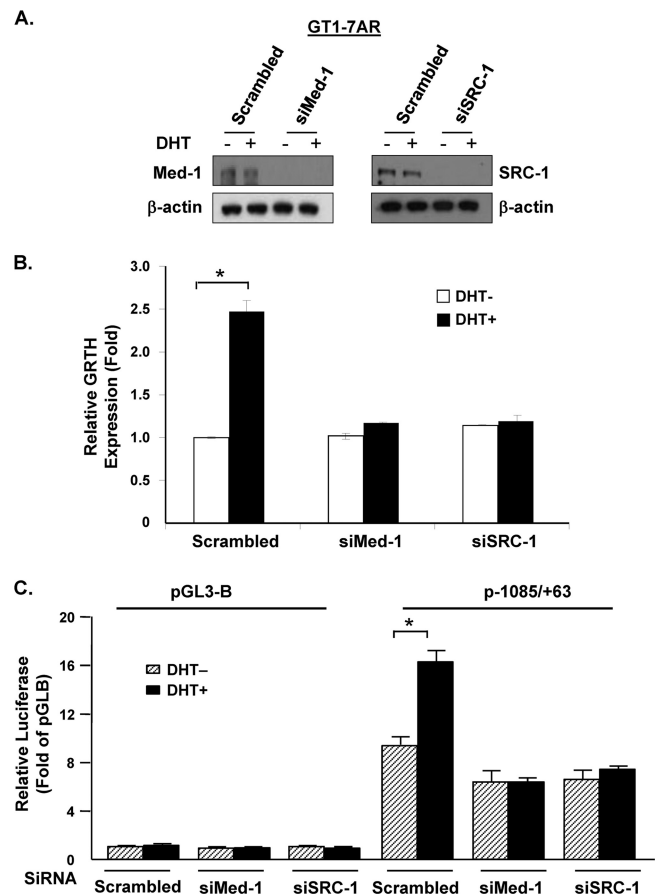 A.
GT1-7AR
Scrambled siMed-1 Scrambled siSRC-1
DHT - + - + - + - +
Med-1 SRC-1
β-actin β-actin
B.
3.0
2.5
2.0
1.5
1.0
0.5
0
Relative GRTH
Expression (Fold)
*
DHT-
DHT+
Scrambled siMed-1 siSRC-1
C.
pGL3-B p-1085/+63
20
16
12
8
4
0
Relative Luciferase
(Fold of pGLB)
*
DHT–
DHT+
SiRNA Scrambled siMed-1 siSRC-1 Scrambled siMed-1 siSRC-1